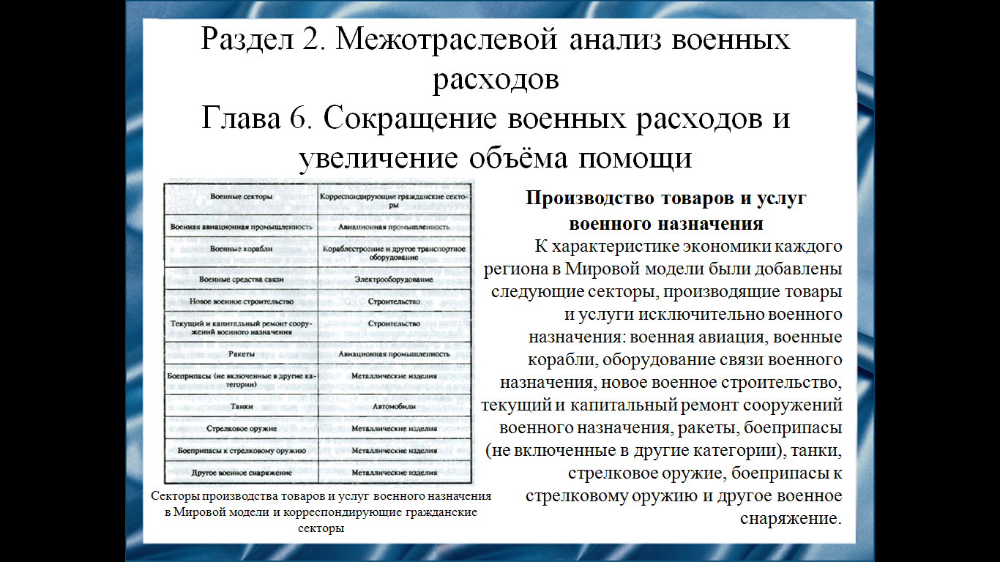 Раздел 2. Межотраслевой анализ военных
расходов
Глава 6. Сокращение военных расходов и
увеличение объёма помощи
Военные секторы
Корреспондирующие гражданские секто-
ры
Военная авиационная промышленность
Авиационная промышленность
Военные корабли
Кораблестроение и другое транспортное
оборудование
Военные средства связи
Электрооборудование
Новое военное строительство
Строительство
Текущий и капитальный ремонт соору-
жений военного назначения
Строительство
Ракеты
Авиационная промышленность
Боеприпасы (не включенные в другие ка-
тегории)
Металлические изделия
Танки
Автомобили
Стрелковое оружие
Металлические изделия
Боеприпасы к стрелковому оружию
Металлические изделия
Другое военное снаряжение
Металлические изделия
Секторы производства товаров и услуг военного назначения
в Мировой модели и корреспондирующие гражданские
секторы
Производство товаров и услуг
военного назначения
К характеристике экономики каждого
региона в Мировой модели были добавлены
следующие секторы, производящие товары
и услуги исключительно военного
назначения: военная авиация, военные
корабли, оборудование связи военного
назначения, новое военное строительство,
текущий и капитальный ремонт сооружений
военного назначения, ракеты, боеприпасы
(не включенные в другие категории), танки,
стрелковое оружие, боеприпасы к
стрелковому оружию и другое военное
снаряжение.